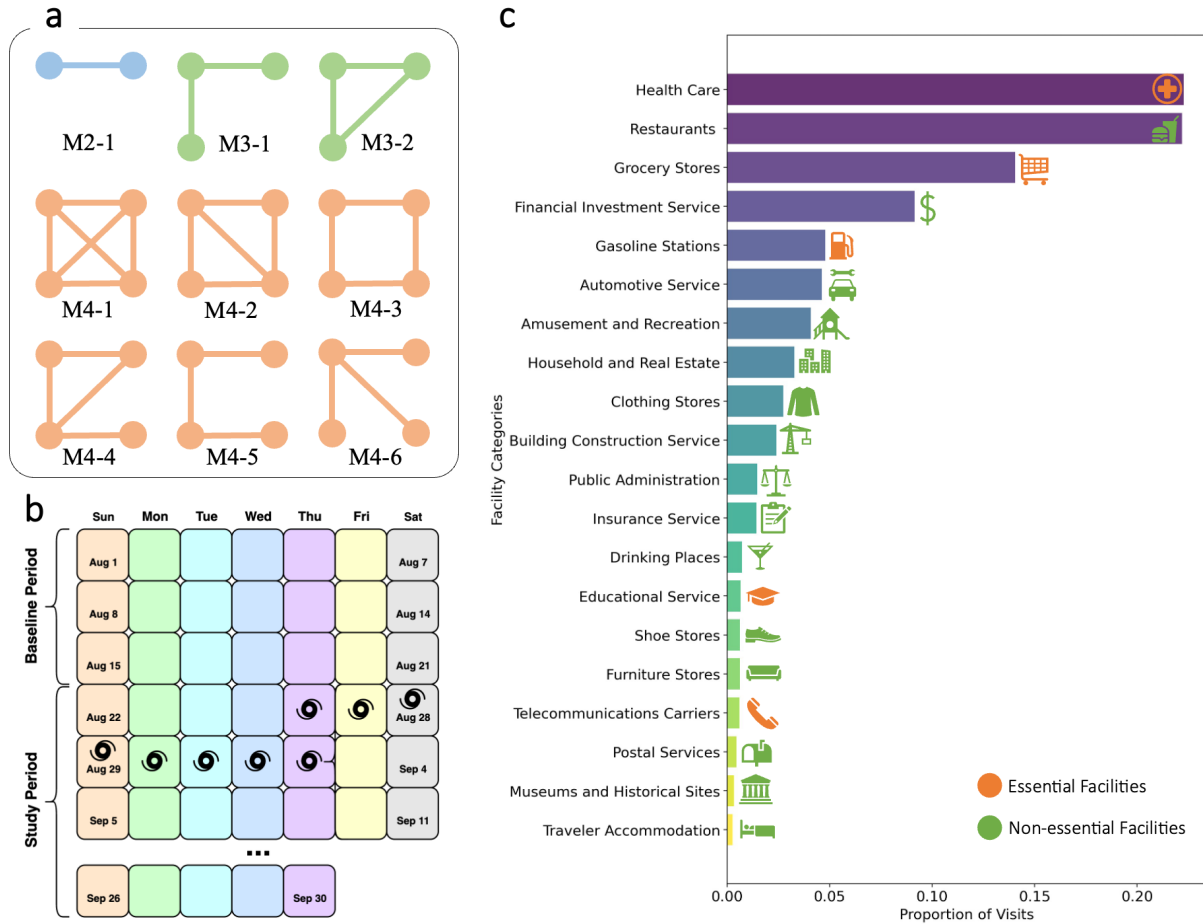 a
M2-1
M3-1
M3-2
M4-1
M4-2
M4-3
M4-4
M4-5
M4-6
b
Sun Mon Tue Wed Thu Fri Sat
Baseline Period
Aug 1
Aug 7
Aug 8
Aug 14
Aug 15
Aug 21
Study Period
Aug 22
Aug 28
Aug 29
Sep 4
Sep 5
Sep 11
...
Sep 26
Sep 30
c
Facility Categories
Health Care
Restaurants
Grocery Stores
Financial Investment Service
$
Gasoline Stations
Automotive Service
Amusement and Recreation
Household and Real Estate
Clothing Stores
Building Construction Service
Public Administration
Insurance Service
Drinking Places
Educational Service
Shoe Stores
Furniture Stores
Telecommunications Carriers
Postal Services
Museums and Historical Sites
Traveler Accommodation
Essential Facilities
Non-essential Facilities
0.00 0.05 0.10 0.15 0.20
Proportion of Visits